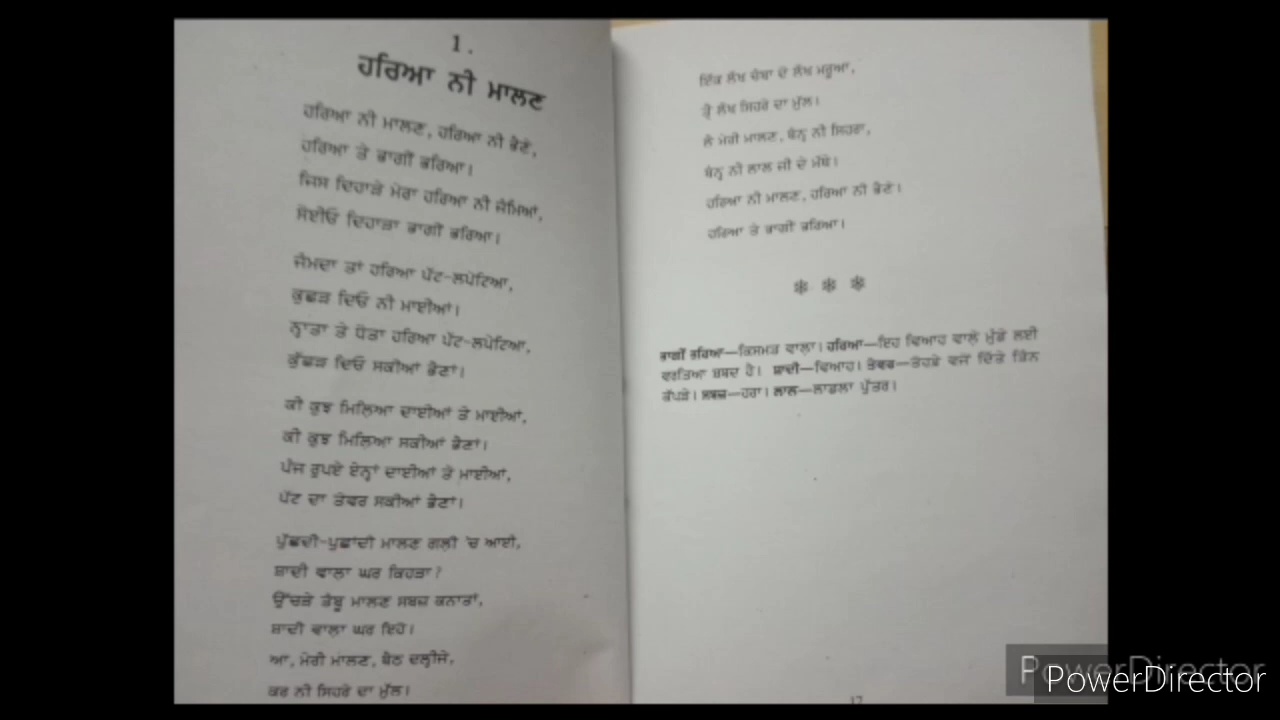 1.
ਹਰਿਆ ਨੀ ਮਾਲਣ
ਹਰਿਆ ਨੀ ਮਾਲਣ, ਹਰਿਆ ਨੀ ਭੈਣੇ,
ਹਰਿਆ ਤੇ ਭਾਗੀਂ ਭਰਿਆ।
ਜਿਸ ਦਿਹਾੜੇ ਮੇਰਾ ਹਰਿਆ ਨੀ ਜੰਮਿਆਂ,
ਸੋਈਓ ਦਿਹਾੜਾ ਭਾਗੀਂ ਭਰਿਆ।
ਜੰਮਦਾ ਤਾਂ ਹਰਿਆ ਪੱਟ-ਲਪੇਟਿਆ,
ਕੁਛੜ ਦਿਓ ਨੀ ਮਾਈਆਂ।
ਨ੍ਹਾਤਾ ਤੇ ਧੋਤਾ ਹਰਿਆ ਪੱਟ-ਲਪੇਟਿਆ,
ਕੁੱਛੜ ਦਿਓ ਸਕੀਆਂ ਭੈਣਾਂ।
ਕੀ ਕੁਝ ਮਿਲਿਆ ਦਾਈਆਂ ਤੇ ਮਾਈਆਂ,
ਕੀ ਕੁਝ ਮਿਲਿਆ ਸਕੀਆਂ ਭੈਣਾਂ।
ਪੰਜ ਰੁਪਏ ਏਨ੍ਹਾਂ ਦਾਈਆਂ ਤੇ ਮਾਈਆਂ,
ਪੱਟ ਦਾ ਤੇਵਰ ਸਕੀਆਂ ਭੈਣਾਂ।
ਪੁੱਛਦੀ-ਪੁਛਾਂਦੀ ਮਾਲਣ ਗਲੀ 'ਚ ਆਈ,
ਸ਼ਾਦੀ ਵਾਲਾ ਘਰ ਕਿਹੜਾ?
ਉੱਚੜੇ ਤੰਬੂ ਮਾਲਣ ਸਬਜ਼ ਕਨਾਤਾਂ,
ਸ਼ਾਦੀ ਵਾਲਾ ਘਰ ਇਹੋ।
ਆ, ਮੇਰੀ ਮਾਲਣ, ਬੈਠ ਦਲ੍ਹੀਜੇ,
ਕਰ ਨੀ ਸਿਹਰੇ ਦਾ ਮੁੱਲ।
ਇੱਕ ਲੱਖ ਚੰਬਾ ਦੋ ਲੱਖ ਮਰੂਆ,
ਤ੍ਰੈ ਲੱਖ ਸਿਹਰੇ ਦਾ ਮੁੱਲ।
ਲੈ ਮੇਰੀ ਮਾਲਣ, ਬੰਨ੍ਹ ਨੀ ਸਿਹਰਾ,
ਬੰਨ੍ਹ ਨੀ ਲਾਲ ਜੀ ਦੇ ਮੱਥੇ।
ਹਰਿਆ ਨੀ ਮਾਲਣ, ਹਰਿਆ ਨੀ ਭੈਣੇ।
ਹਰਿਆ ਤੇ ਭਾਗੀਂ ਭਰਿਆ।
ਭਾਗੀਂ ਭਰਿਆ—ਕਿਸਮਤ ਵਾਲਾ। ਹਰਿਆ—ਇਹ ਵਿਆਹ ਵਾਲੇ ਮੁੰਡੇ ਲਈ
ਵਰਤਿਆ ਸ਼ਬਦ ਹੈ। ਸ਼ਾਦੀ—ਵਿਆਹ। ਤੇਵਰ—ਤੋਹਫ਼ੇ ਵਜੋਂ ਦਿੱਤੇ ਤਿੰਨ
ਕੱਪੜੇ। ਸਬਜ਼—ਹਰਾ। ਲਾਲ—ਲਾਡਲਾ ਪੁੱਤਰ।
17
PowerDirector
PowerDirector